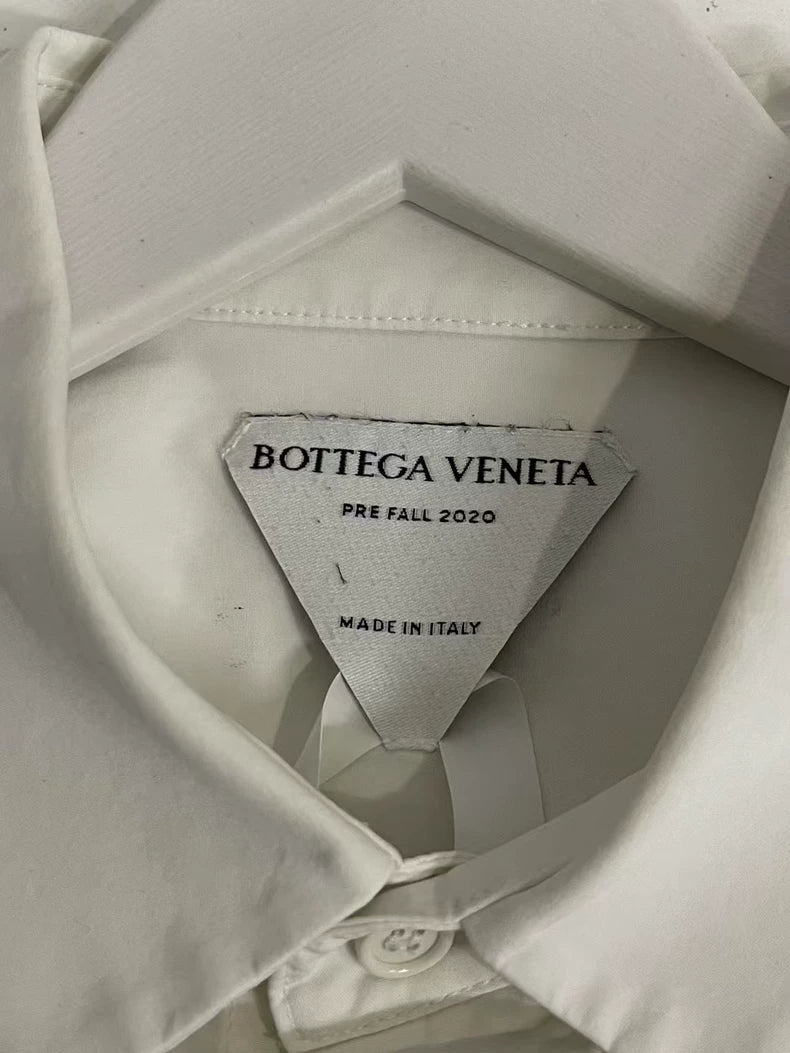 BOTTEGA VENETA
PRE FALL 2020
MADE IN ITALY